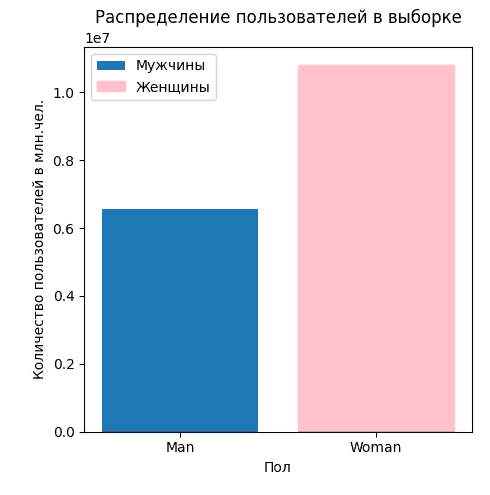 Распределение пользователей в выборке
1e7
Мужчины
Женщины
1.0
0.8
0.6
0.4
0.2
0.0
Количество пользователей в млн.чел.
Man
Woman
Пол